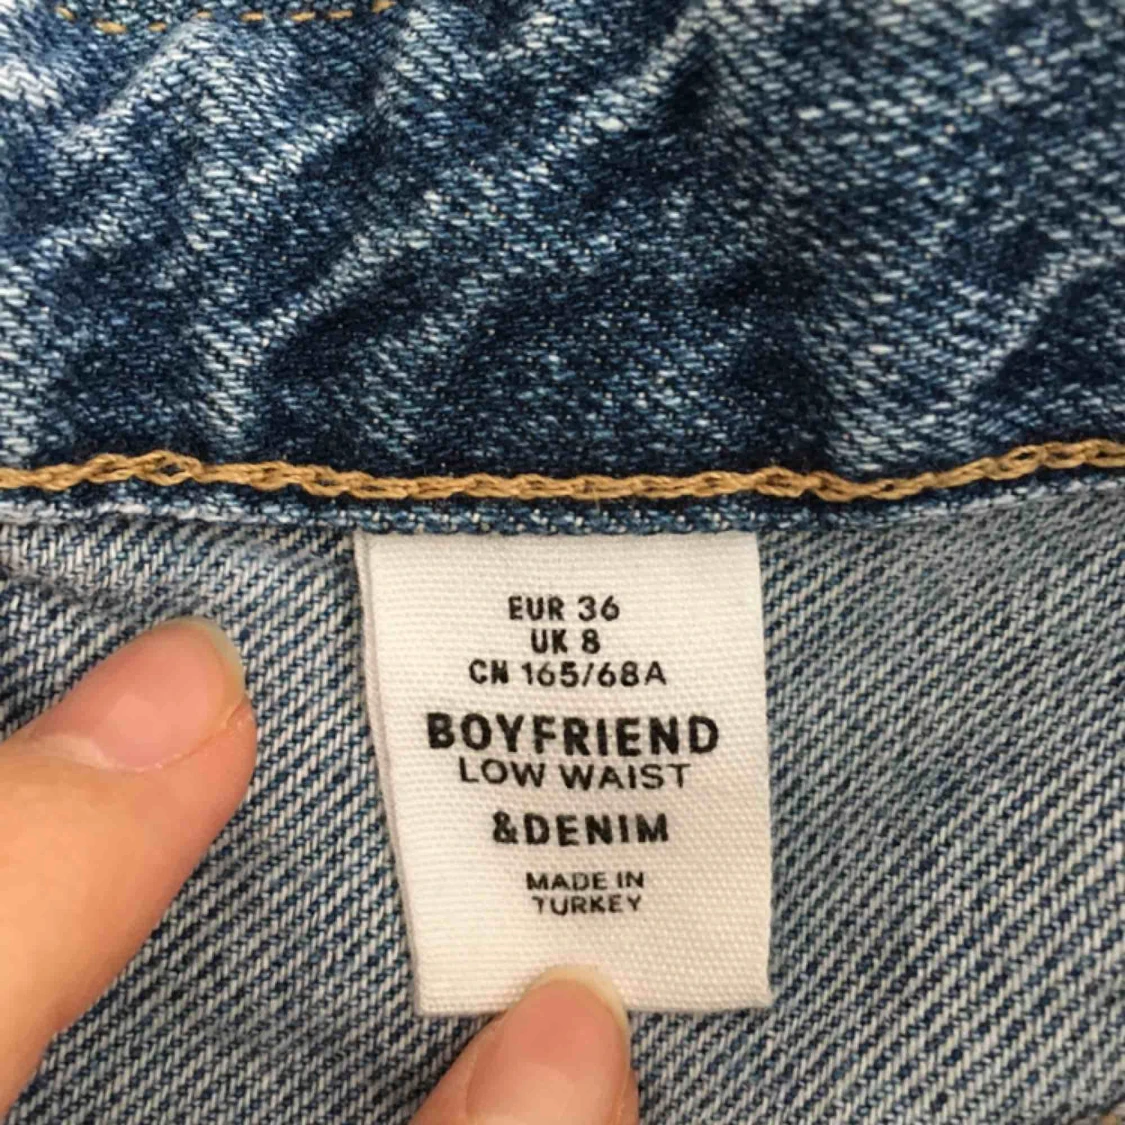 EUR 36
UK 8
CN 165/68A
BOYFRIEND
LOW WAIST
&DENIM
MADE IN
TURKEY